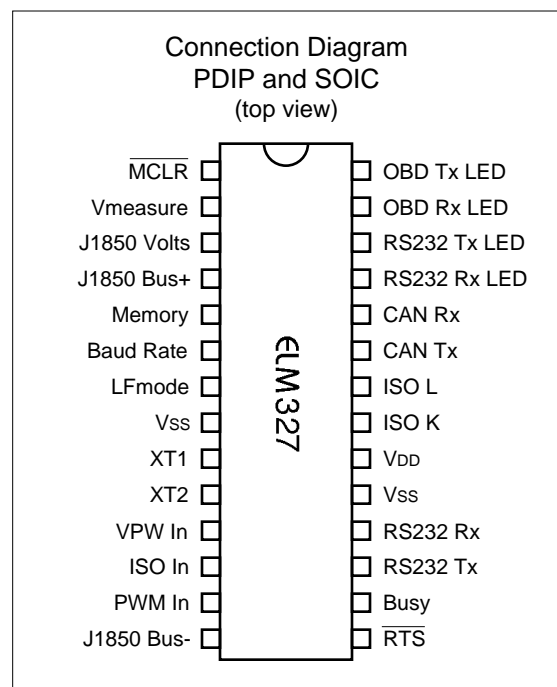 Connection Diagram
PDIP and SOIC
(top view)
MCLR
Vmeasure
J1850 Volts
J1850 Bus+
Memory
Baud Rate
LFmode
VSS
XT1
XT2
VPW In
ISO In
PWM In
J1850 Bus-
ELM327
OBD Tx LED
OBD Rx LED
RS232 Tx LED
RS232 Rx LED
CAN Rx
CAN Tx
ISO L
ISO K
VDD
VSS
RS232 Rx
RS232 Tx
Busy
RTS